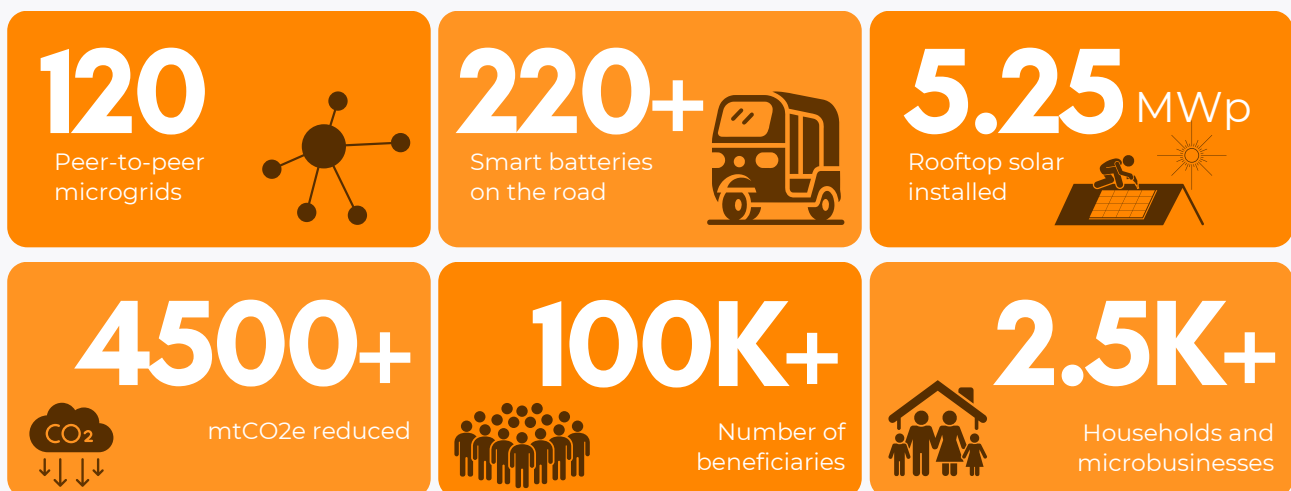 120
Peer-to-peer
microgrids
220+
Smart batteries
on the road
5.25 MWp
Rooftop solar
installed
4500+
CO2
mtCO2e reduced
100K+
Number of
beneficiaries
2.5K+
Households and
microbusinesses